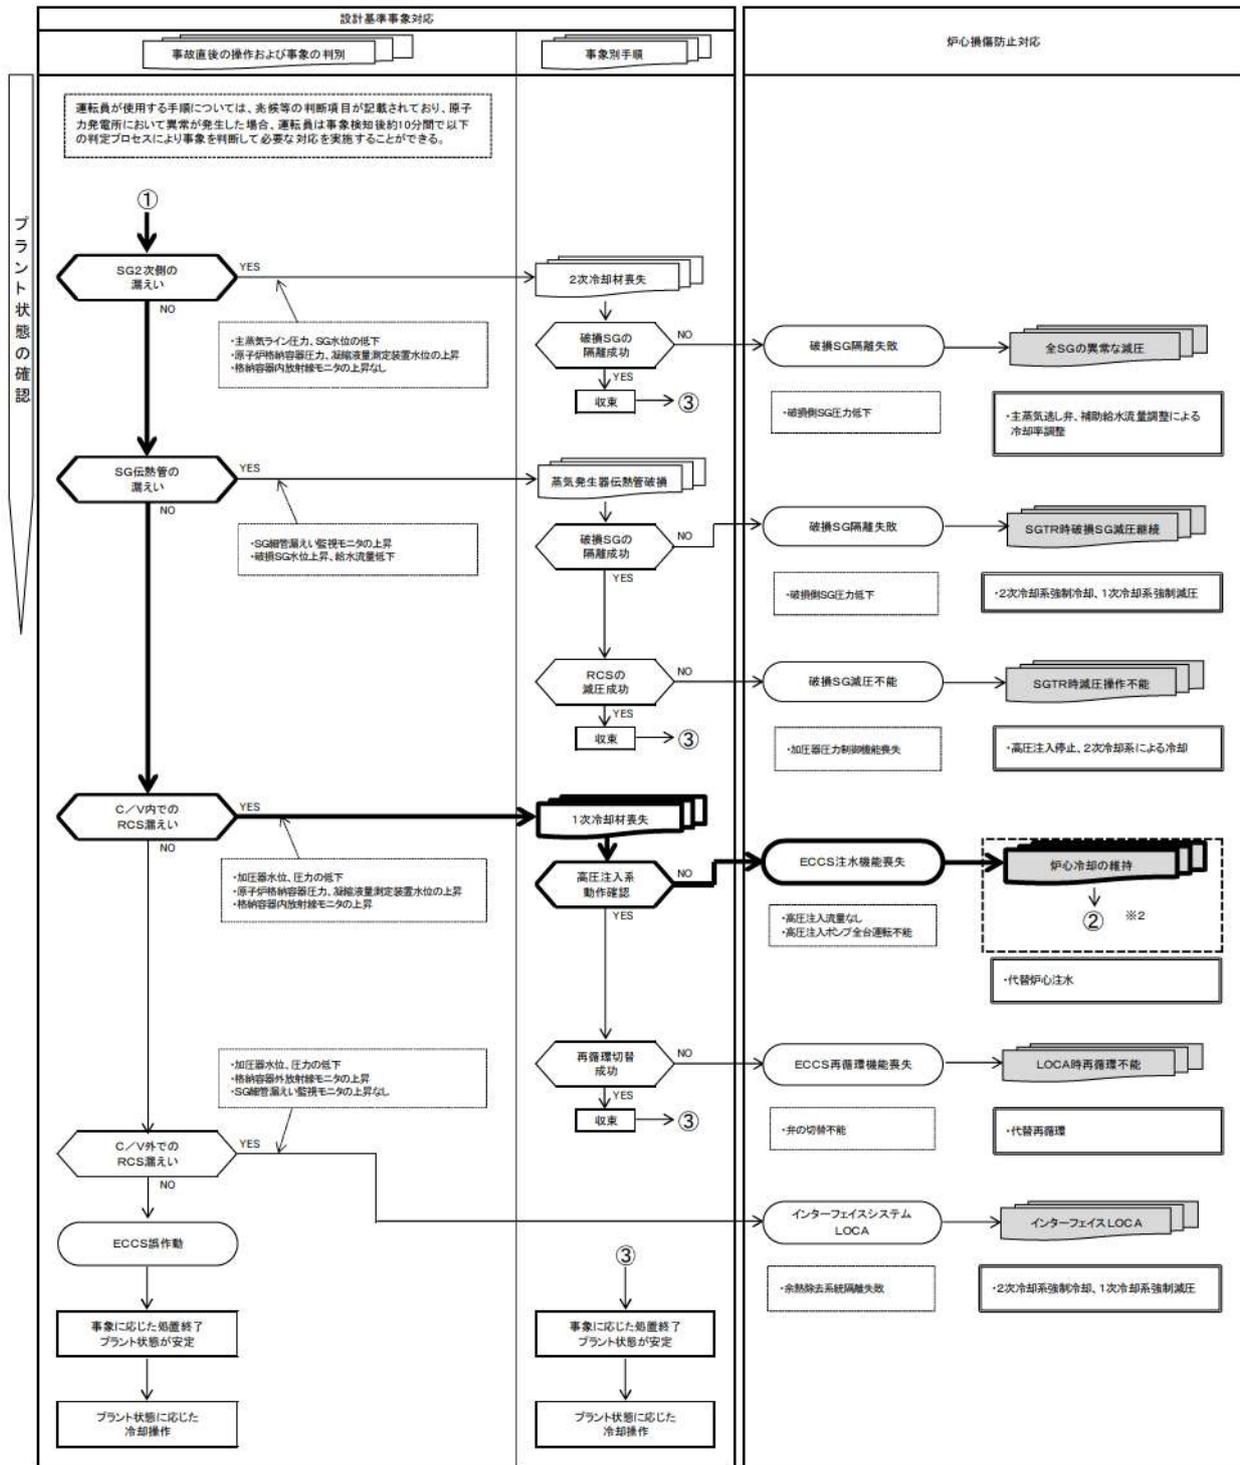 設計基準事象対応
事故直後の操作および事象の判別
事象別手順
炉心損傷防止対応
プラント状態の確認
運転員が使用する手順については、兆候等の判断項目が記載されており、原子
力発電所において異常が発生した場合、運転員は事象検知後約10分間で以下
の判定プロセスにより事象を判断して必要な対応を実施することができる。
①
SG2次側の
漏えい
YES
NO
・主蒸気ライン圧力、SG水位の低下
・原子炉格納容器圧力、凝縮液量測定装置水位の上昇
・格納容器内放射線モニタの上昇なし
2次冷却材喪失
破損SGの
隔離成功
NO
YES
収束
③
破損SG隔離失敗
全SGの異常な減圧
・破損側SG圧力低下
・主蒸気逃し弁、補助給水流量調整による
冷却率調整
SG伝熱管の
漏えい
YES
NO
・SG細管漏えい監視モニタの上昇
・破損SG水位上昇、給水流量低下
蒸気発生器伝熱管破損
破損SGの
隔離成功
NO
YES
破損SG隔離失敗
SGTR時破損SG減圧継続
・破損側SG圧力低下
・2次冷却系強制冷却、1次冷却系強制減圧
RCSの
減圧成功
NO
YES
収束
③
破損SG減圧不能
SGTR時減圧操作不能
・加圧器圧力制御機能喪失
・高圧注入停止、2次冷却系による冷却
C/V内での
RCS漏えい
YES
NO
・加圧器水位、圧力の低下
・原子炉格納容器圧力、凝縮液量測定装置水位の上昇
・格納容器内放射線モニタの上昇
1次冷却材喪失
高圧注入系
動作確認
NO
YES
ECCS注水機能喪失
炉心冷却の維持
② ※2
・高圧注入流量なし
・高圧注入ポンプ全台運転不能
・代替炉心注水
再循環切替
成功
NO
YES
収束
③
ECCS再循環機能喪失
LOCA時再循環不能
・弁の切替不能
・代替再循環
・加圧器水位、圧力の低下
・格納容器外放射線モニタの上昇
・SG細管漏えい監視モニタの上昇なし
C/V外での
RCS漏えい
YES
NO
インターフェイスシステム
LOCA
インターフェイスLOCA
・余熱除去系統隔離失敗
・2次冷却系強制冷却、1次冷却系強制減圧
ECCS誤作動
事象に応じた処置終了
プラント状態が安定
プラント状態に応じた
冷却操作
③
事象に応じた処置終了
プラント状態が安定
プラント状態に応じた
冷却操作